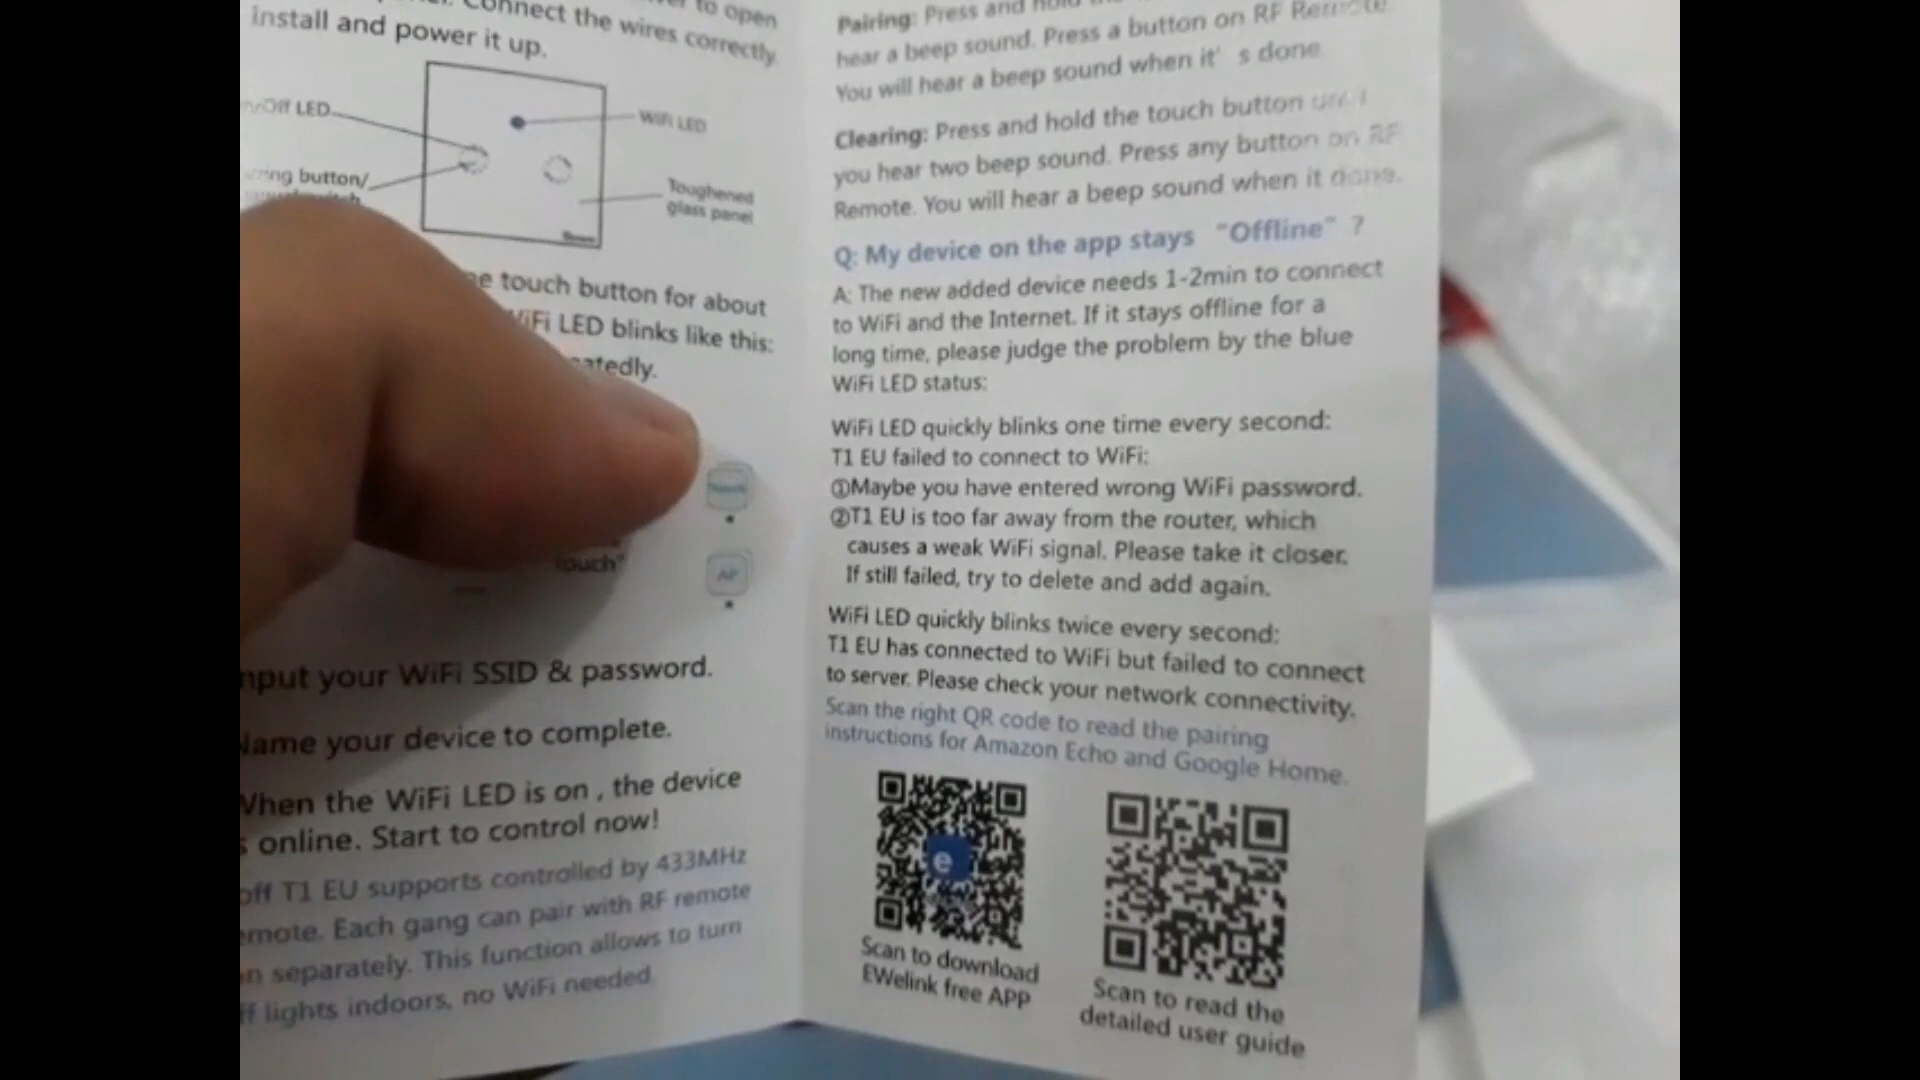 to open
Connect the wires correctly.
install and power it up.
Off LED
WiFi LED
button/
Toughened
glass panel
touch button for about
WiFi LED blinks like this:
AP
input your WiFi SSID & password.
Name your device to complete.
When the WiFi LED is on , the device
online. Start to control now!
T1 EU supports controlled by 433MHz
Each gang can pair with RF remote
separately. This function allows to turn
lights indoors, no WiFi needed.
Pairing: Press and hold the
hear a beep sound. Press a button on RF Remote.
You will hear a beep sound when it' s done.
Clearing: Press and hold the touch button until
you hear two beep sound. Press any button on RF
Remote. You will hear a beep sound when it done.
Q: My device on the app stays "Offline" ?
A: The new added device needs 1-2min to connect
to WiFi and the Internet. If it stays offline for a
long time, please judge the problem by the blue
WiFi LED status:
WiFi LED quickly blinks one time every second:
T1 EU failed to connect to WiFi:
①Maybe you have entered wrong WiFi password.
②T1 EU is too far away from the router, which
causes a weak WiFi signal. Please take it closer.
If still failed, try to delete and add again.
WiFi LED quickly blinks twice every second:
T1 EU has connected to WiFi but failed to connect
to server. Please check your network connectivity.
Scan the right QR code to read the pairing
instructions for Amazon Echo and Google Home.
e
Scan to download
EWelink free APP
Scan to read the
detailed user guide